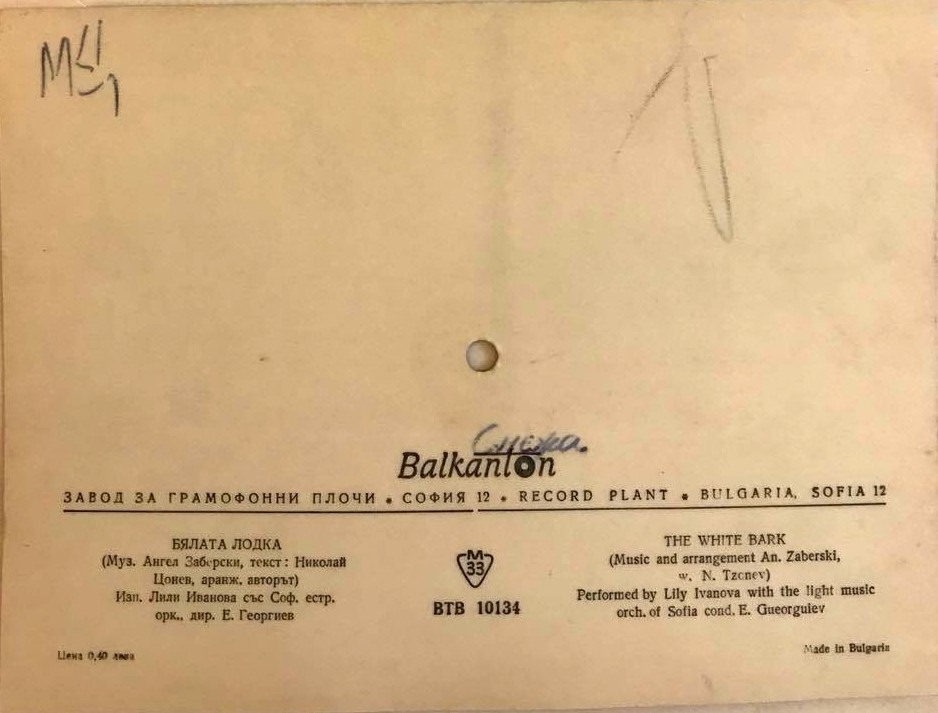 Снежа.
Balkanton
ЗАВОД ЗА ГРАМОФОННИ ПЛОЧИ • СОФИЯ 12 • RECORD PLANT • BULGARIA, SOFIA 12
БЯЛАТА ЛОДКА
(Муз. Ангел Заберски, текст: Николай
Цонев, аранж. авторът)
Изп. Лили Иванова със Соф. естр.
орк., дир. Е. Георгиев
М
33
ВТВ 10134
THE WHITE BARK
(Music and arrangement An. Zaberski,
w. N. Tzonev)
Performed by Lily Ivanova with the light music
orch. of Sofia cond. E. Gueorguiev
Цена 0,40 лева
Made in Bulgaria